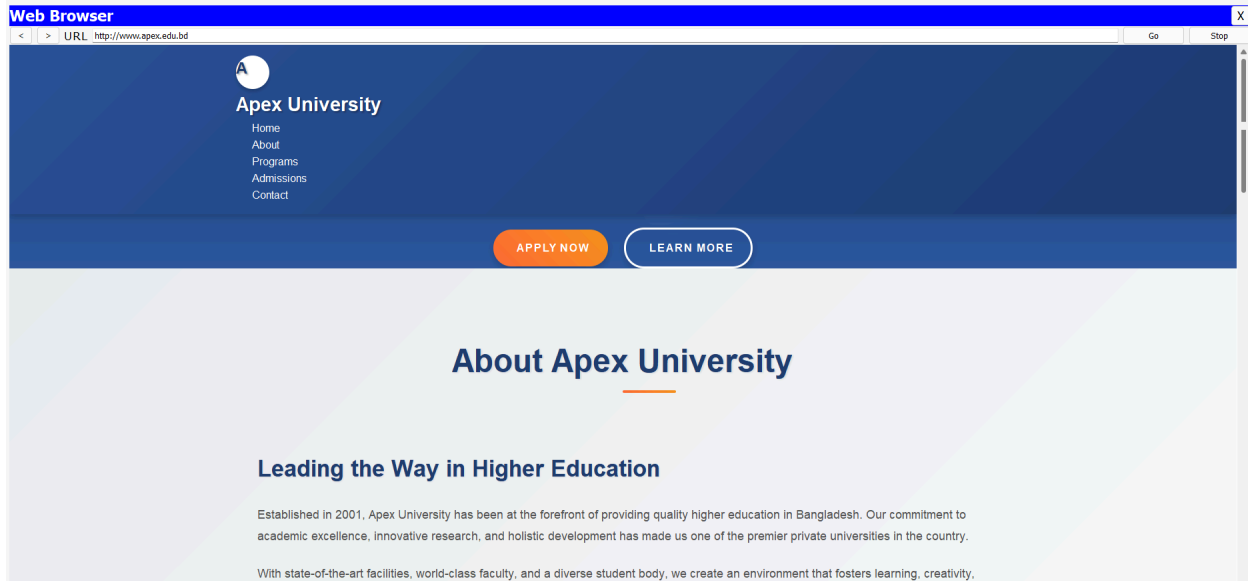 Web Browser
X
< > URL http://www.apex.edu.bd Go Stop
A
Apex University
Home
About
Programs
Admissions
Contact
APPLY NOW LEARN MORE
About Apex University
Leading the Way in Higher Education
Established in 2001, Apex University has been at the forefront of providing quality higher education in Bangladesh. Our commitment to
academic excellence, innovative research, and holistic development has made us one of the premier private universities in the country.
With state-of-the-art facilities, world-class faculty, and a diverse student body, we create an environment that fosters learning, creativity,